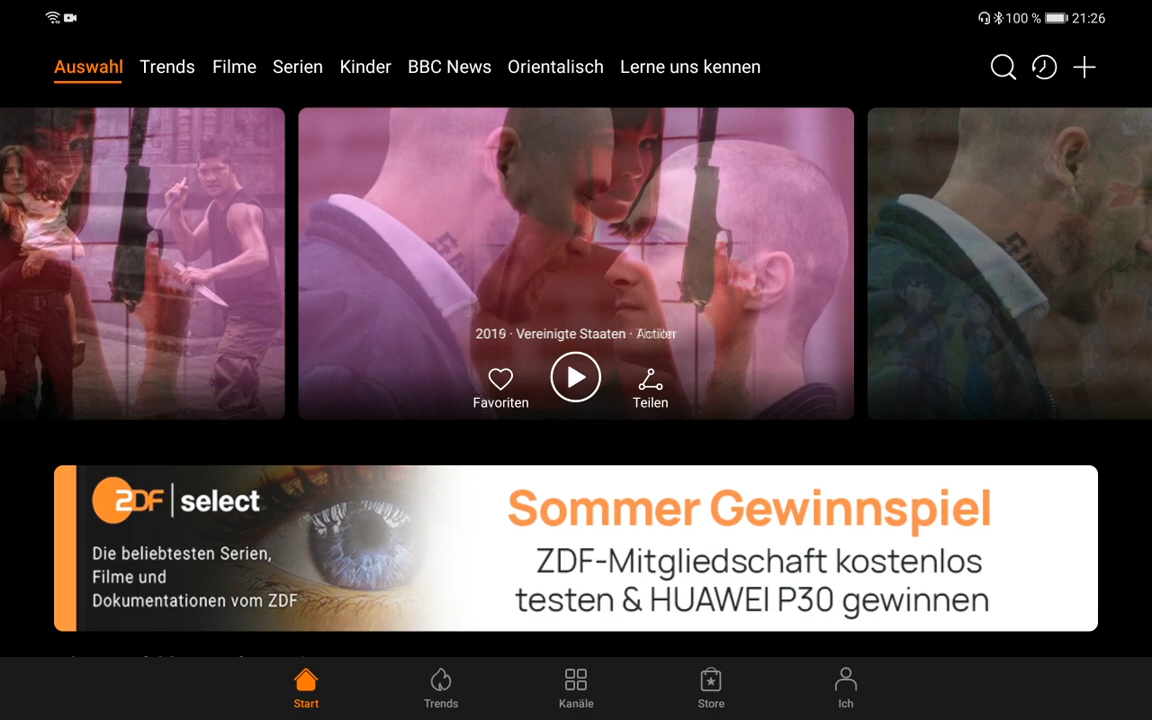 100 % 21:26
Auswahl Trends Filme Serien Kinder BBC News Orientalisch Lerne uns kennen
Vereinigte Staaten
Favoriten
Teilen
ZDF select
Die beliebtesten Serien,
Filme und
Dokumentationen vom ZDF
Sommer Gewinnspiel
ZDF-Mitgliedschaft kostenlos
testen & HUAWEI P30 gewinnen
Start Trends Kanäle Store Ich